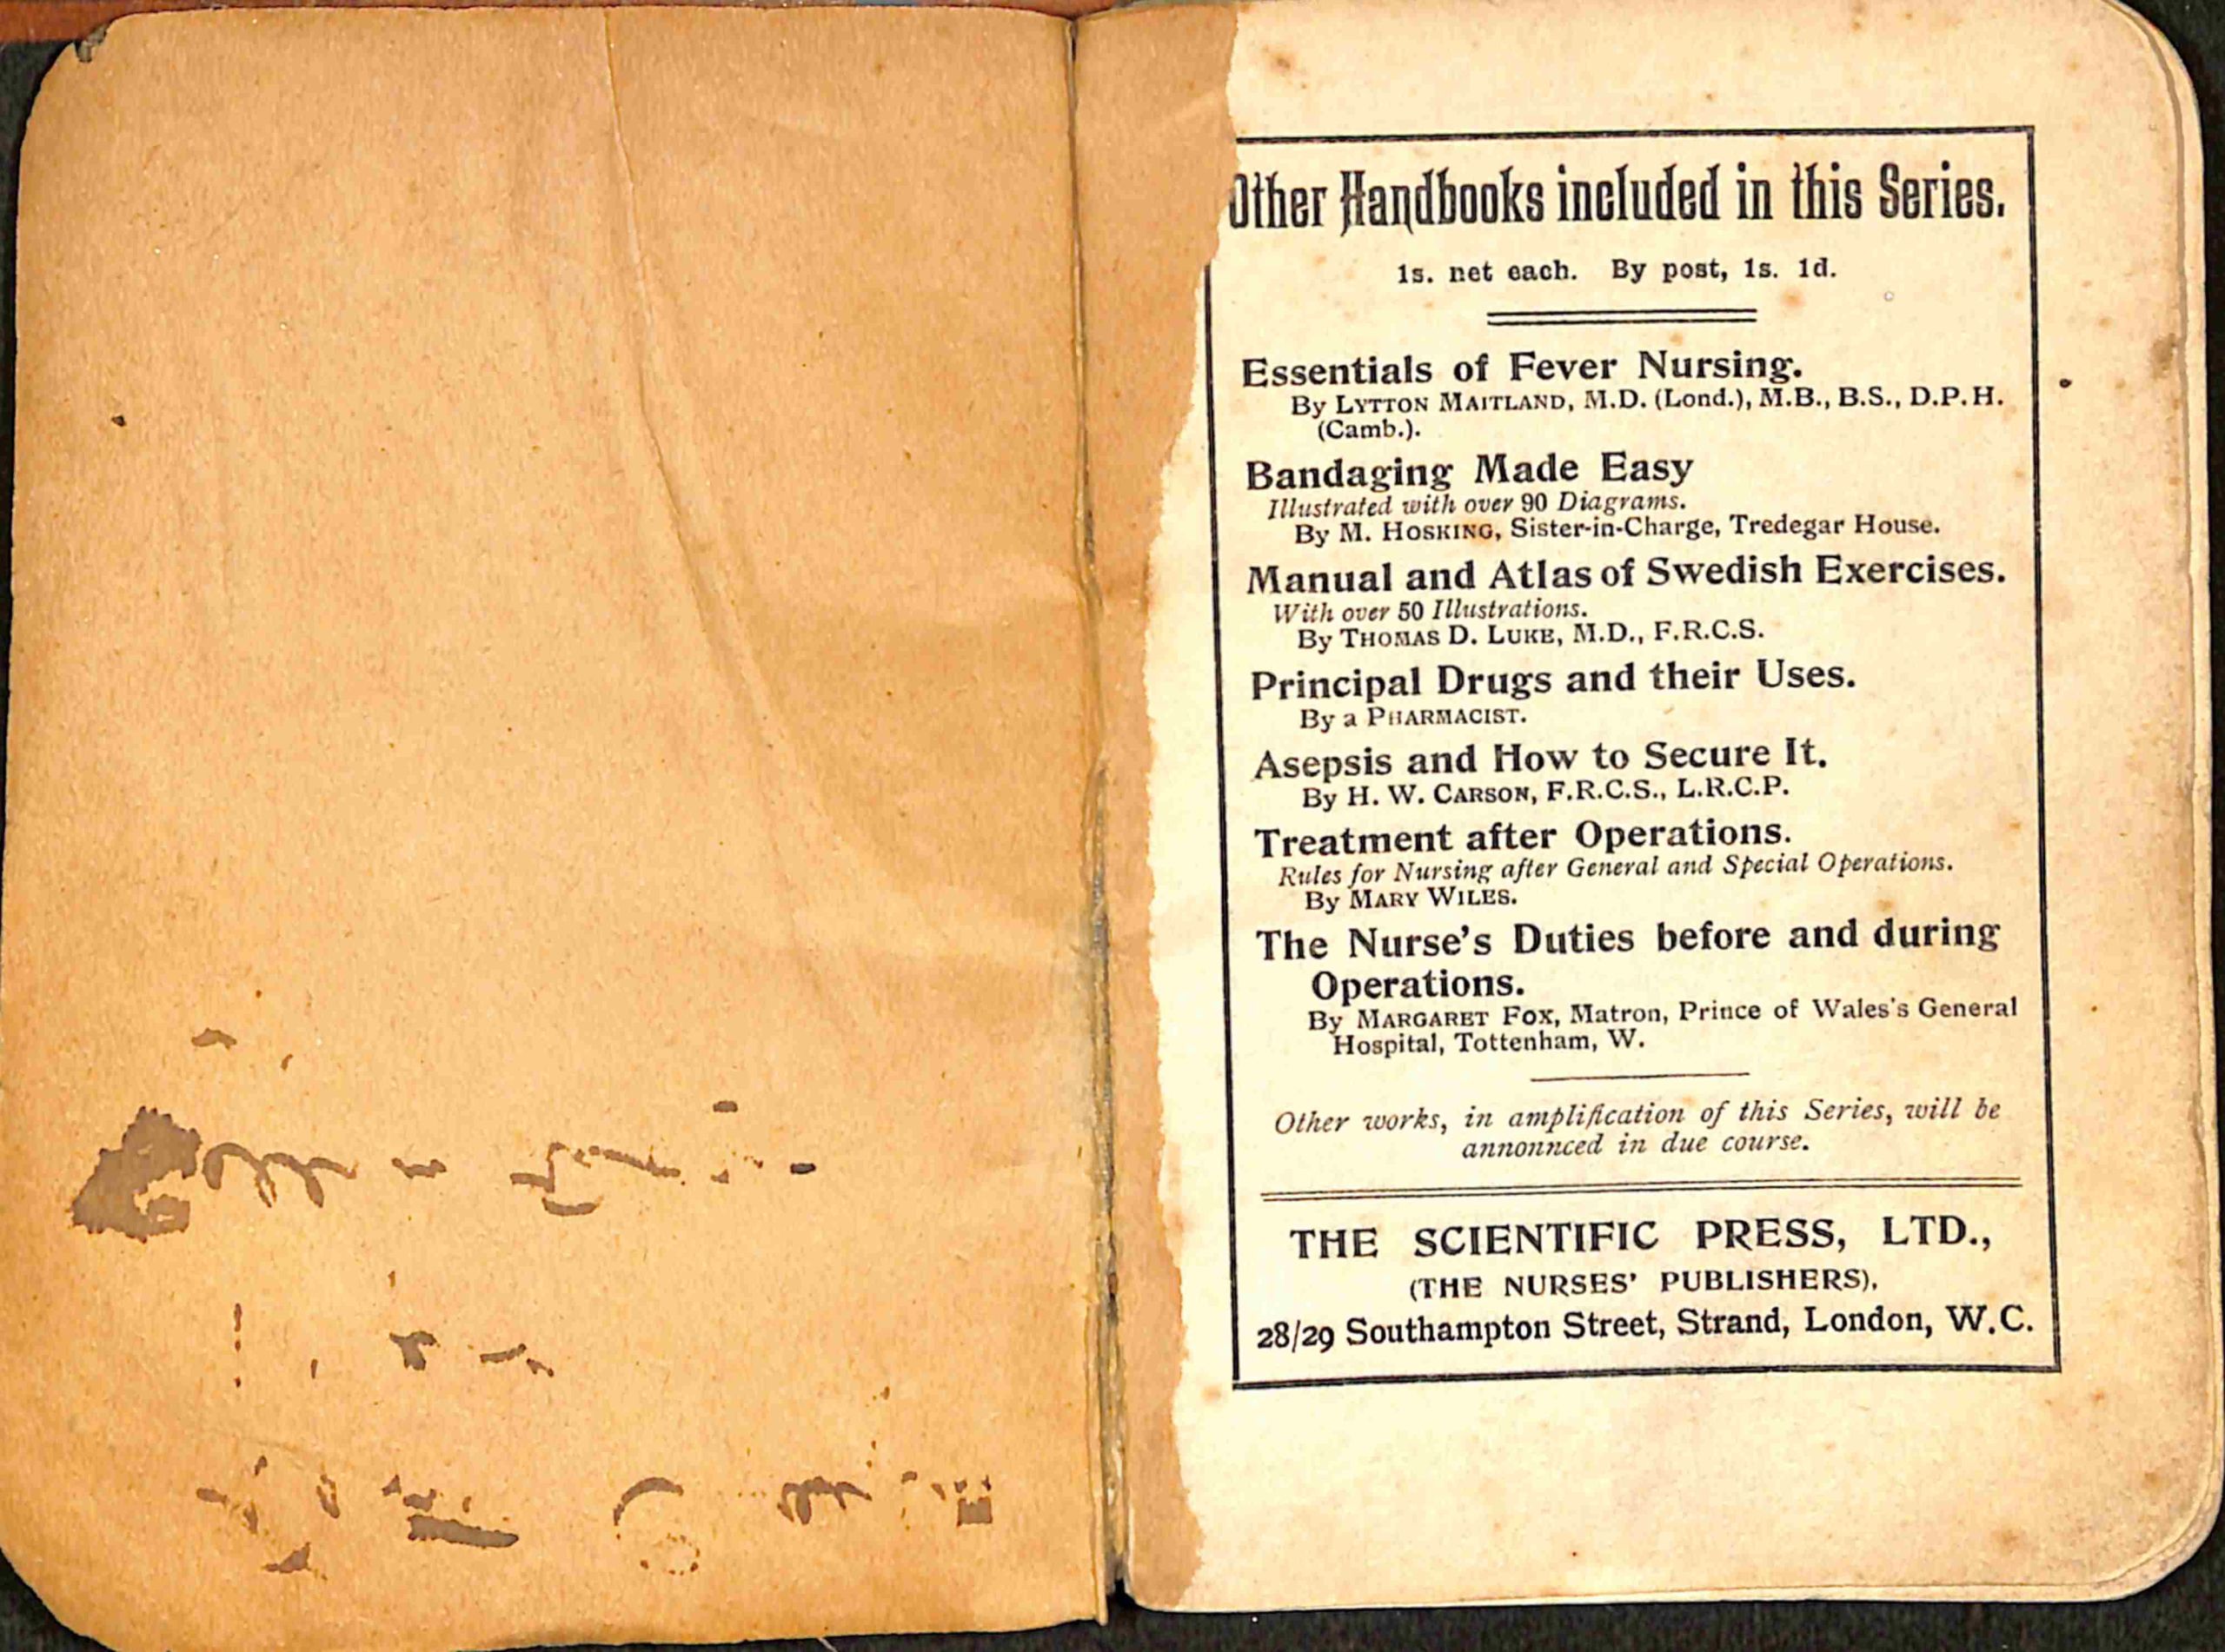 Other Handbooks included in this Series.
1s. net each. By post, 1s. 1d.
Essentials of Fever Nursing.
By LYTTON MAITLAND, M.D. (Lond.), M.B., B.S., D.P.H.
(Camb.).
Bandaging Made Easy
Illustrated with over 90 Diagrams.
By M. HOSKING, Sister-in-Charge, Tredegar House.
Manual and Atlas of Swedish Exercises.
With over 50 Illustrations.
By THOMAS D. LUKE, M.D., F.R.C.S.
Principal Drugs and their Uses.
By a PHARMACIST.
Asepsis and How to Secure It.
By H. W. CARSON, F.R.C.S., L.R.C.P.
Treatment after Operations.
Rules for Nursing after General and Special Operations.
By MARY WILES.
The Nurse's Duties before and during
Operations.
By MARGARET FOX, Matron, Prince of Wales's General
Hospital, Tottenham, W.
Other works, in amplification of this Series, will be
annonnced in due course.
THE SCIENTIFIC PRESS, LTD.,
(THE NURSES' PUBLISHERS),
28/29 Southampton Street, Strand, London, W.C.